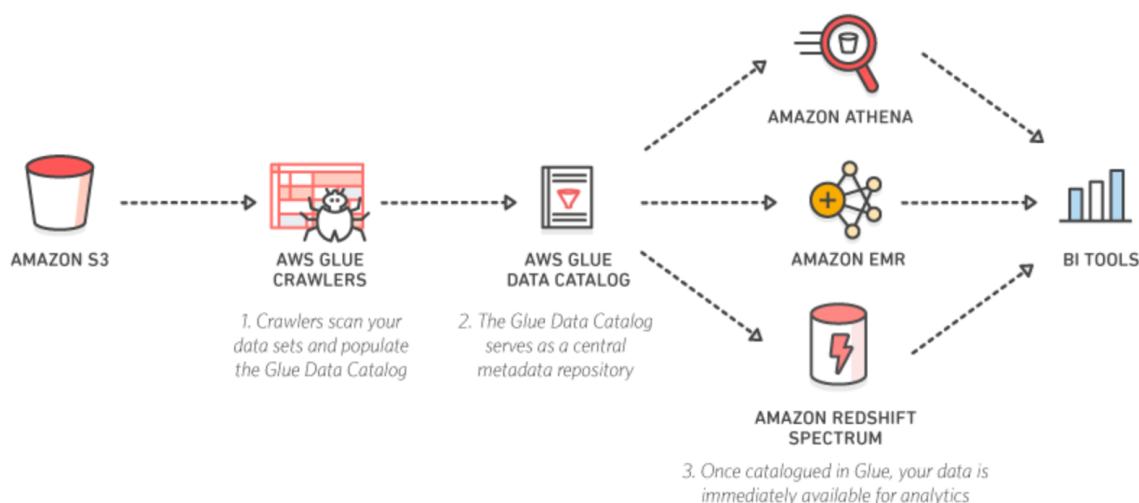 AMAZON S3
AWS GLUE
CRAWLERS
1. Crawlers scan your
data sets and populate
the Glue Data Catalog
AWS GLUE
DATA CATALOG
2. The Glue Data Catalog
serves as a central
metadata repository
AMAZON ATHENA
AMAZON EMR
AMAZON REDSHIFT
SPECTRUM
3. Once catalogued in Glue, your data is
immediately available for analytics
BI TOOLS